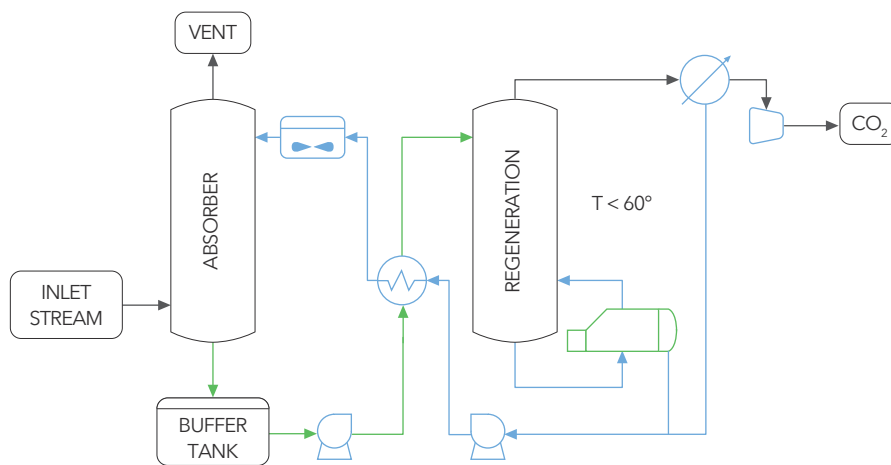 VENT
ABSORBER
REGENERATION
T < 60°
CO₂
INLET
STREAM
BUFFER
TANK